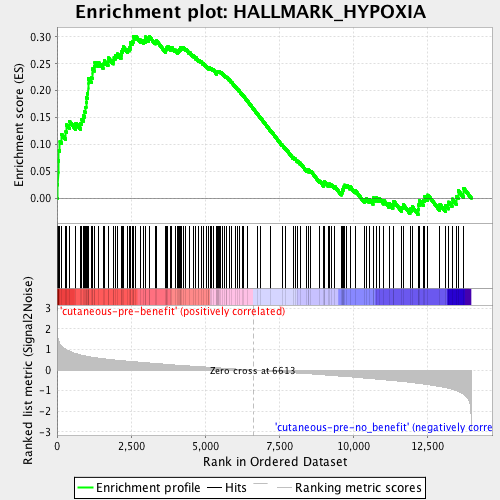 Enrichment plot: HALLMARK_HYPOXIA
Enrichment score (ES)
0.30
0.25
0.20
0.15
0.10
0.05
0.00
Ranked list metric (Signal2Noise)
3
2
1
0
-1
-2
-3
'cutaneous-pre-benefit' (positively correlated)
Zero cross at 6613
'cutaneous-pre-no_benefit' (negatively corre
0
2,500
5,000
7,500
10,000
12,500
Rank in Ordered Dataset
Enrichment profile
Hits
Ranking metric scores